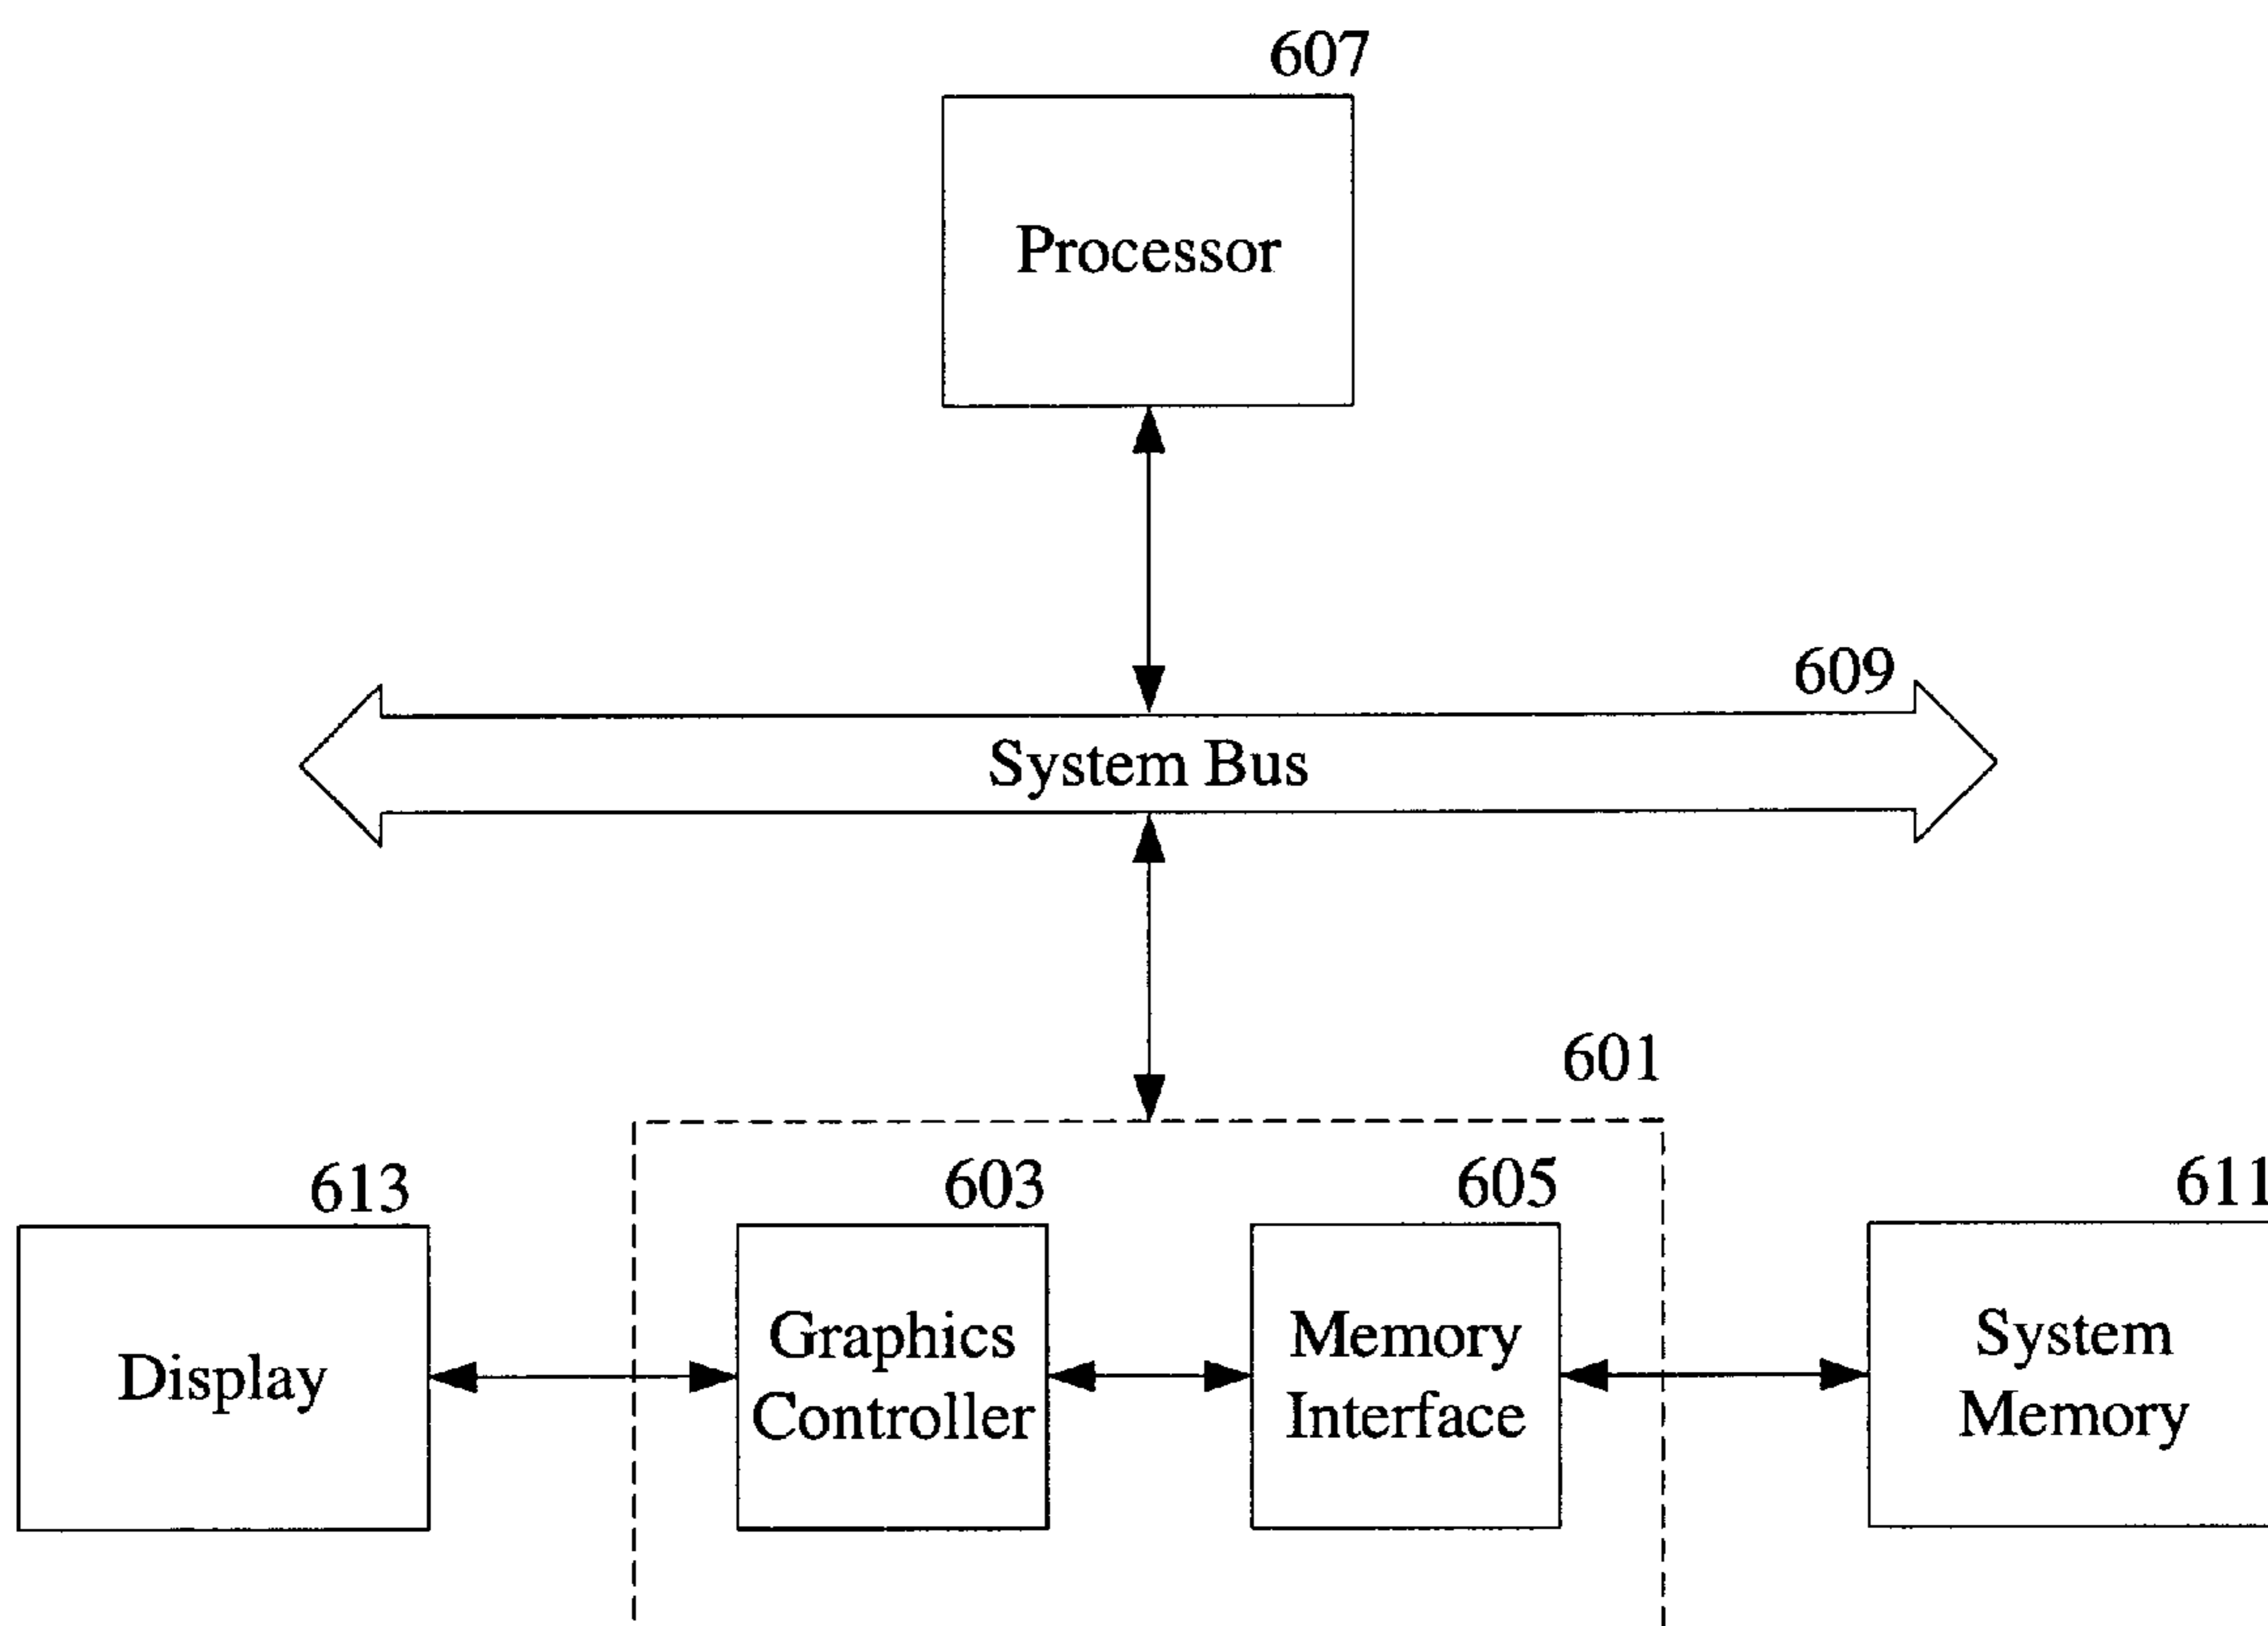 607
Processor
609
System Bus
601
613
603
605
611
Display
Graphics
Controller
Memory
Interface
System
Memory